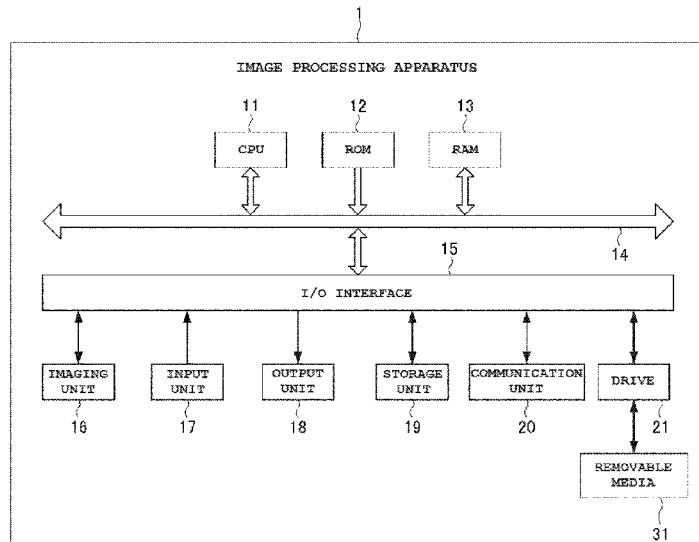 1
IMAGE PROCESSING APPARATUS
11 12 13
CPU ROM RAM
14
15
I/O INTERFACE
IMAGING UNIT
INPUT UNIT
OUTPUT UNIT
STORAGE UNIT
COMMUNICATION UNIT
DRIVE
16 17 18 19 20 21
REMOVABLE MEDIA
31